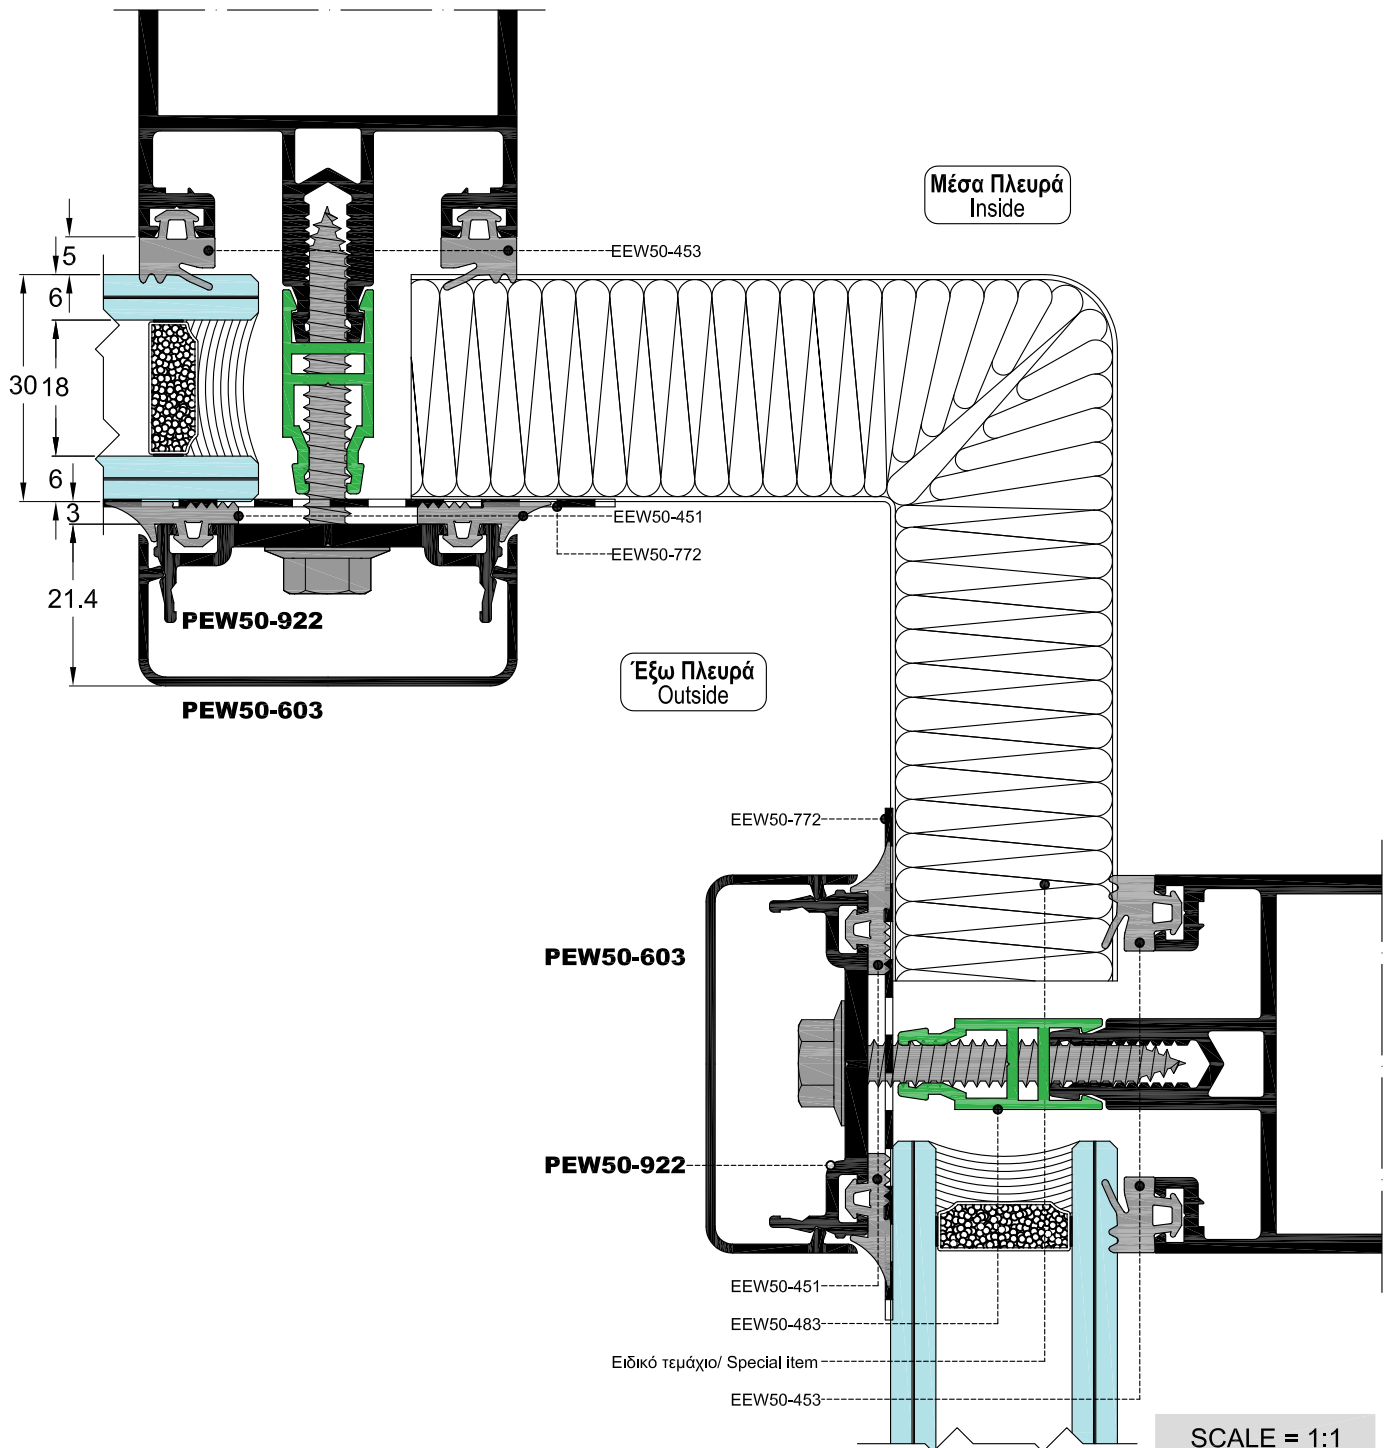 Μέσα Πλευρά
Inside
EEW50-453
5
6
30
18
6
3
21.4
EEW50-451
EEW50-772
PEW50-922
PEW50-603
Έξω Πλευρά
Outside
EEW50-772
PEW50-603
PEW50-922
EEW50-451
EEW50-483
Ειδικό τεμάχιο/ Special item
EEW50-453
SCALE = 1:1